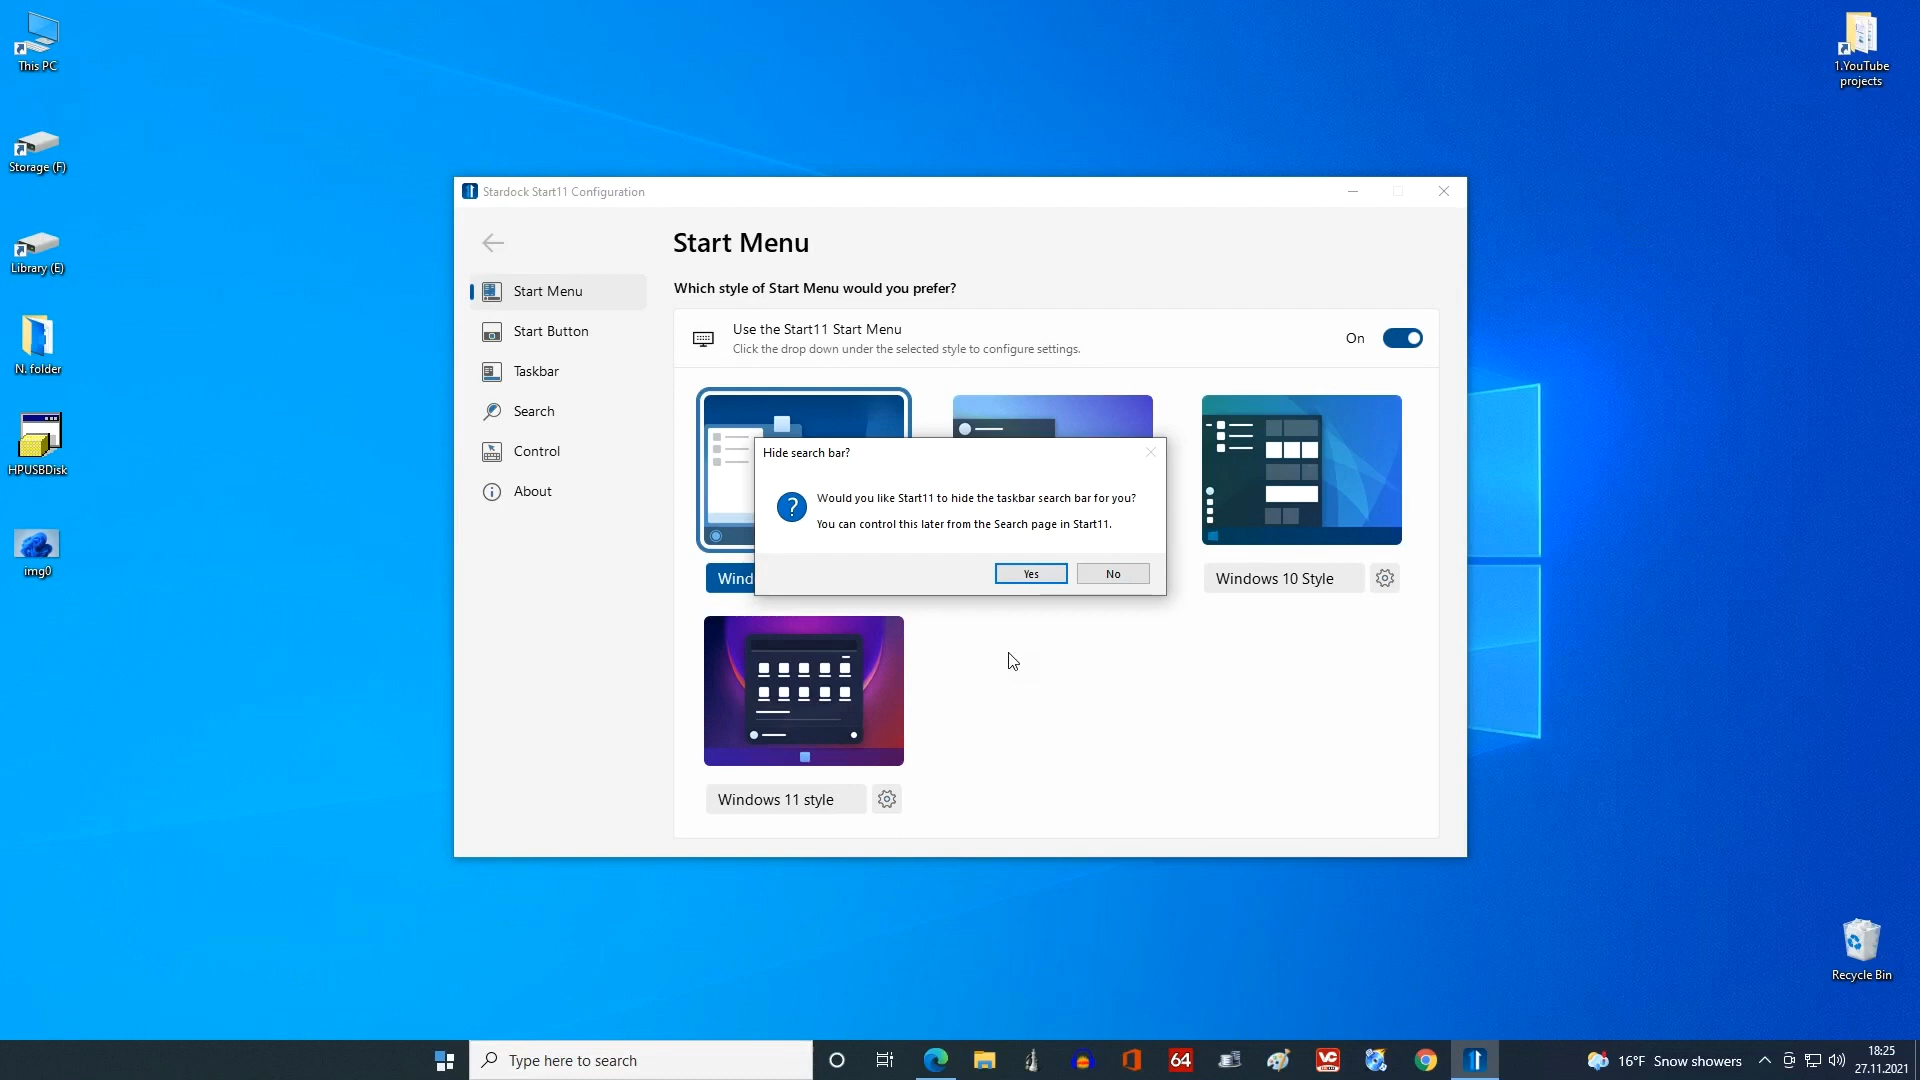 This PC
Storage (F)
Library (E)
N. folder
HPUSBDisk
img0
1.YouTube
projects
Recycle Bin
Stardock Start11 Configuration
Start Menu
Start Button
Taskbar
Search
Control
About
Start Menu
Which style of Start Menu would you prefer?
Use the Start11 Start Menu
Click the drop down under the selected style to configure settings.
On
Hide search bar?
Would you like Start11 to hide the taskbar search bar for you?
You can control this later from the Search page in Start11.
Yes
No
Wind
Windows 10 Style
Windows 11 style
Type here to search
64
VC
16°F Snow showers
18:25
27.11.2021